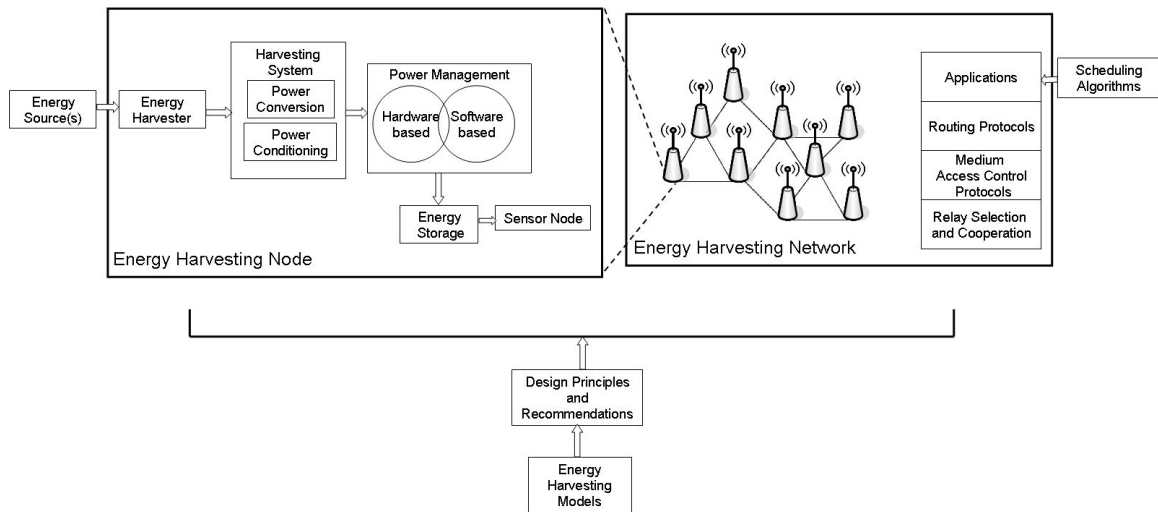 Energy
Source(s)
Energy
Harvester
Harvesting
System
Power
Conversion
Power
Conditioning
Power Management
Hardware
based
Software
based
Energy
Storage
Sensor Node
Energy Harvesting Node
Energy Harvesting Network
Applications
Routing Protocols
Medium
Access Control
Protocols
Relay Selection
and Cooperation
Scheduling
Algorithms
Design Principles
and
Recommendations
Energy
Harvesting
Models